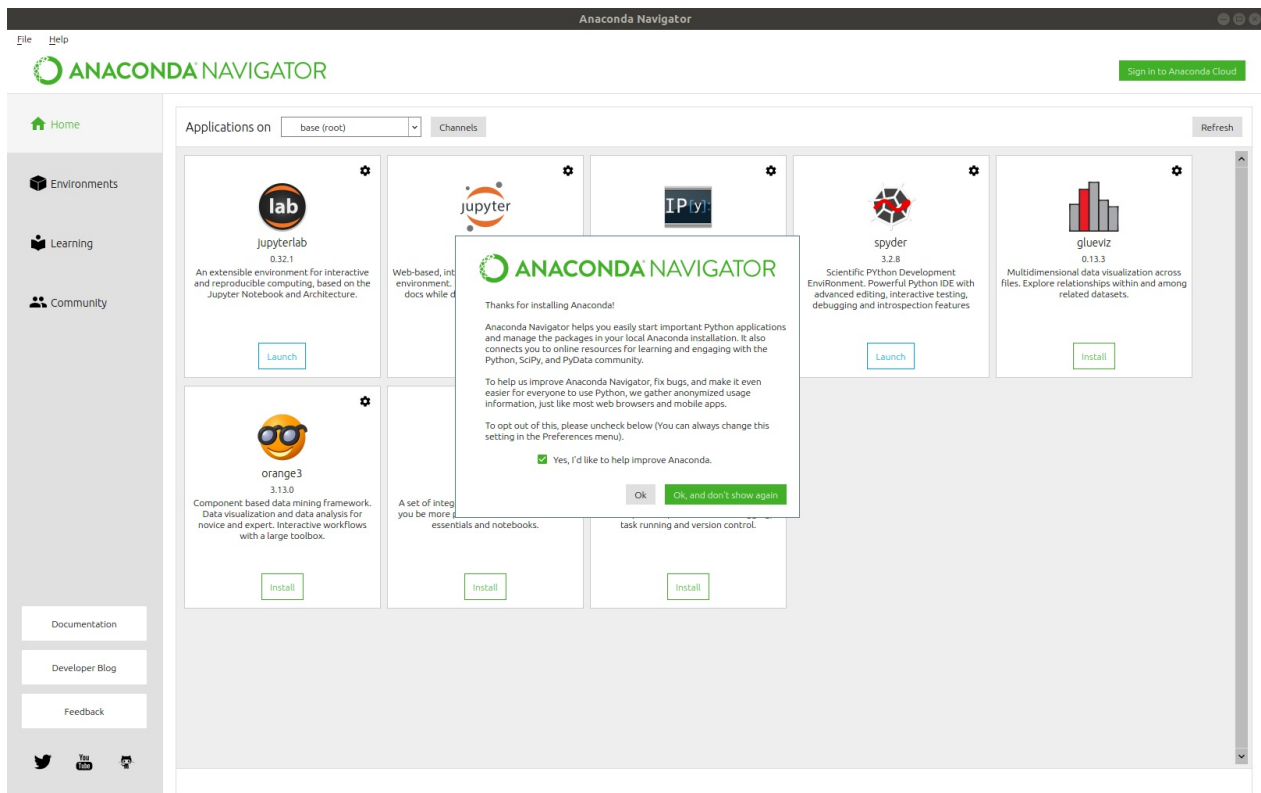 Anaconda Navigator
File Help
ANACONDA NAVIGATOR
Sign in to Anaconda Cloud
Home
Environments
Learning
Community
Documentation
Developer Blog
Feedback
You
Tube
Applications on base (root) Channels Refresh
lab
jupyterlab
0.32.1
An extensible environment for interactive
and reproducible computing, based on the
Jupyter Notebook and Architecture.
Launch
jupyter
Web-based, int
environment.
docs while d
IP[y]:
spyder
3.2.8
Scientific PYthon Development
EnviRonment. Powerful Python IDE with
advanced editing, interactive testing,
debugging and introspection features
Launch
glueviz
0.13.3
Multidimensional data visualization across
files. Explore relationships within and among
related datasets.
Install
ANACONDA NAVIGATOR
Thanks for installing Anaconda!
Anaconda Navigator helps you easily start important Python applications
and manage the packages in your local Anaconda installation. It also
connects you to online resources for learning and engaging with the
Python, SciPy, and PyData community.
To help us improve Anaconda Navigator, fix bugs, and make it even
easier for everyone to use Python, we gather anonymized usage
information, just like most web browsers and mobile apps.
To opt out of this, please uncheck below (You can always change this
setting in the Preferences menu).
Yes, I'd like to help improve Anaconda.
Ok Ok, and don't show again
orange3
3.13.0
Component based data mining framework.
Data visualization and data analysis for
novice and expert. Interactive workflows
with a large toolbox.
Install
A set of integ
you be more
essentials and notebooks.
Install
task running and version control.
Install